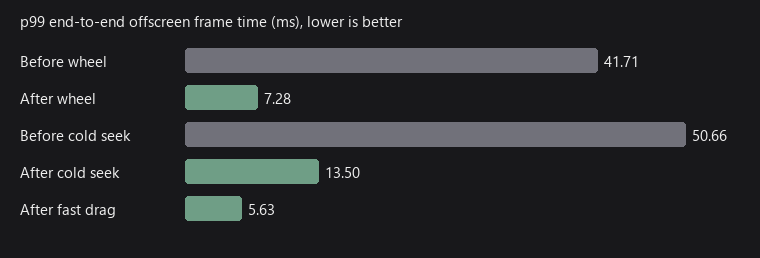 p99 end-to-end offscreen frame time (ms), lower is better
Before wheel 41.71
After wheel 7.28
Before cold seek 50.66
After cold seek 13.50
After fast drag 5.63